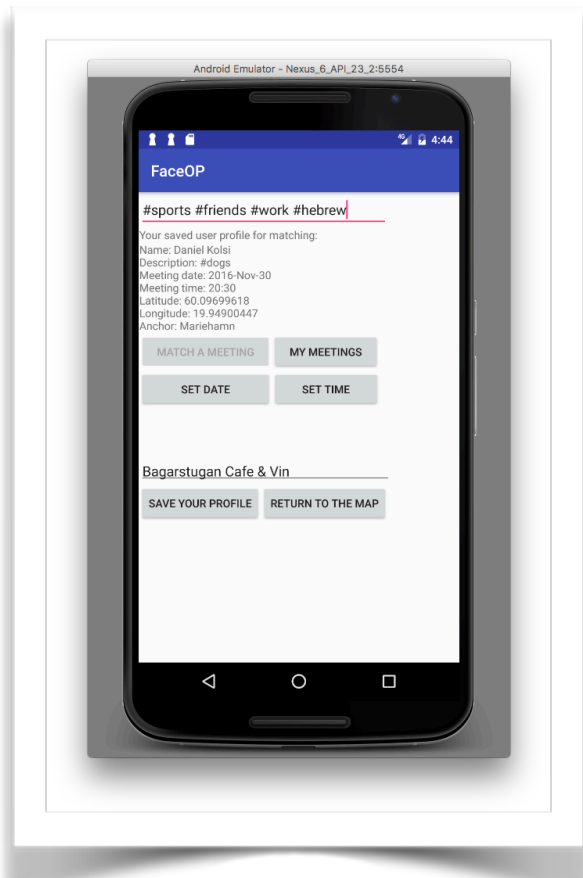 Android Emulator - Nexus_6_API_23_2:5554
4G 4:44
FaceOP
#sports #friends #work #hebrew
Your saved user profile for matching:
Name: Daniel Kolsi
Description: #dogs
Meeting date: 2016-Nov-30
Meeting time: 20:30
Latitude: 60.09699618
Longitude: 19.94900447
Anchor: Mariehamn
MATCH A MEETING MY MEETINGS
SET DATE SET TIME
Bagarstugan Cafe & Vin
SAVE YOUR PROFILE RETURN TO THE MAP